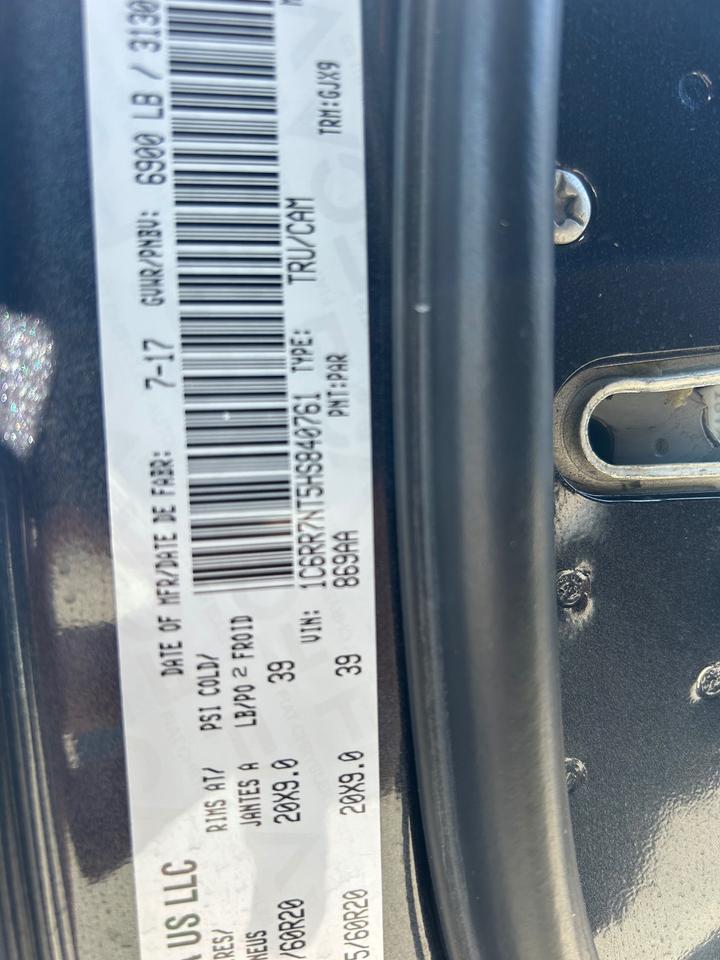 A US LLC
DATE OF MFR/DATE DE FABR: 7-17 GVWR/PNBV: 6900 LB / 3130
RES/ RIMS AT/ PSI COLD/
NEUS JANTES A LB/PO 2 FROID
/60R20 20X9.0 39
VIN: 1C6RR7NT5HS840761 TYPE: TRU/CAM
5/60R20 20X9.0 39 869AA PNT:PAR TRM:GJX9